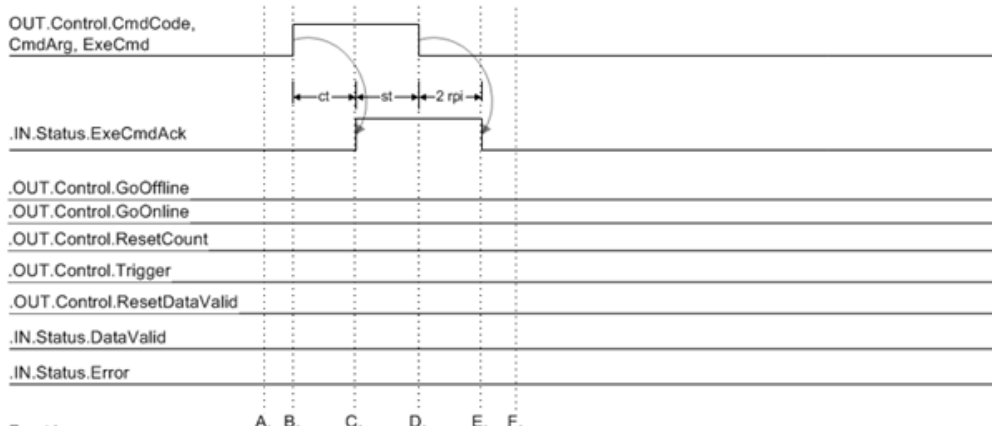 OUT.Control.CmdCode,
CmdArg, ExeCmd
ct st 2 rpi
.IN.Status.ExeCmdAck
.OUT.Control.GoOffline
.OUT.Control.GoOnline
.OUT.Control.ResetCount
.OUT.Control.Trigger
.OUT.Control.ResetDataValid
.IN.Status.DataValid
.IN.Status.Error
A. B. C. D. E. F.